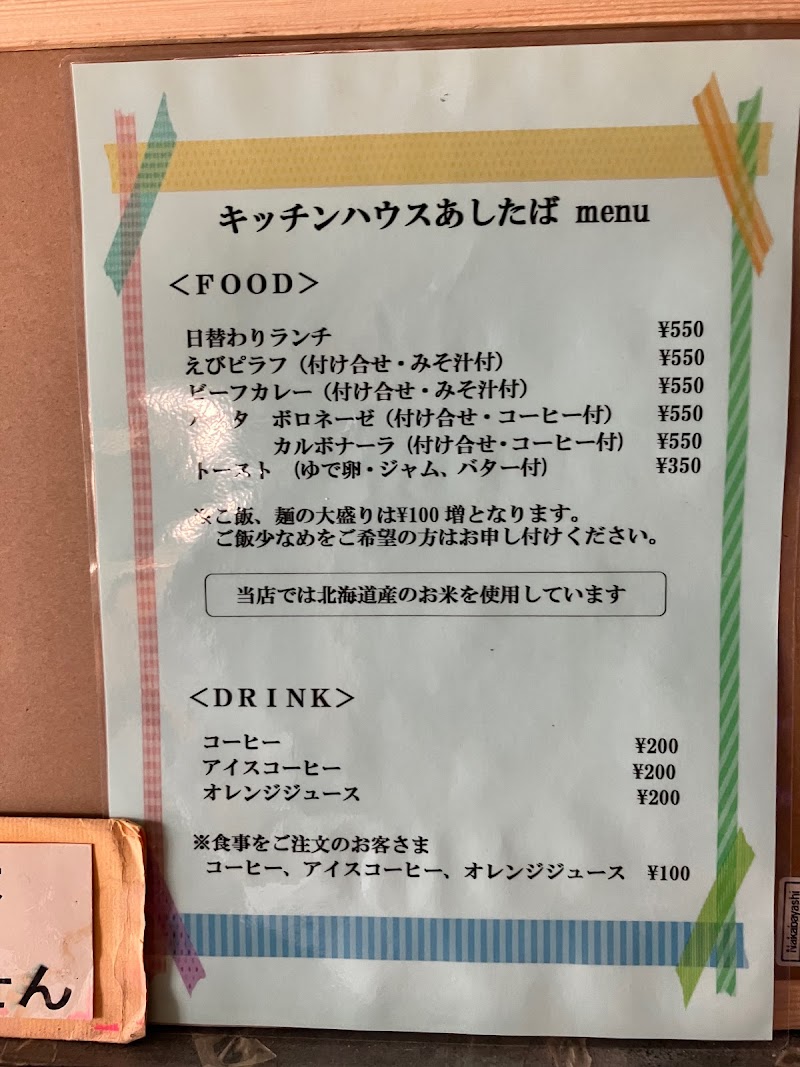 キッチンハウスあしたば menu
＜ＦＯＯＤ＞
日替わりランチ ¥550
えびピラフ（付け合せ・みそ汁付） ¥550
ビーフカレー（付け合せ・みそ汁付） ¥550
パスタ ボロネーゼ（付け合せ・コーヒー付） ¥550
カルボナーラ（付け合せ・コーヒー付） ¥550
トースト （ゆで卵・ジャム、バター付） ¥350
※ご飯、麺の大盛りは¥100 増となります。
ご飯少なめをご希望の方はお申し付けください。
当店では北海道産のお米を使用しています
＜ＤＲＩＮＫ＞
コーヒー ¥200
アイスコーヒー ¥200
オレンジジュース ¥200
※食事をご注文のお客さま
コーヒー、アイスコーヒー、オレンジジュース ¥100
Nakabayashi
ん